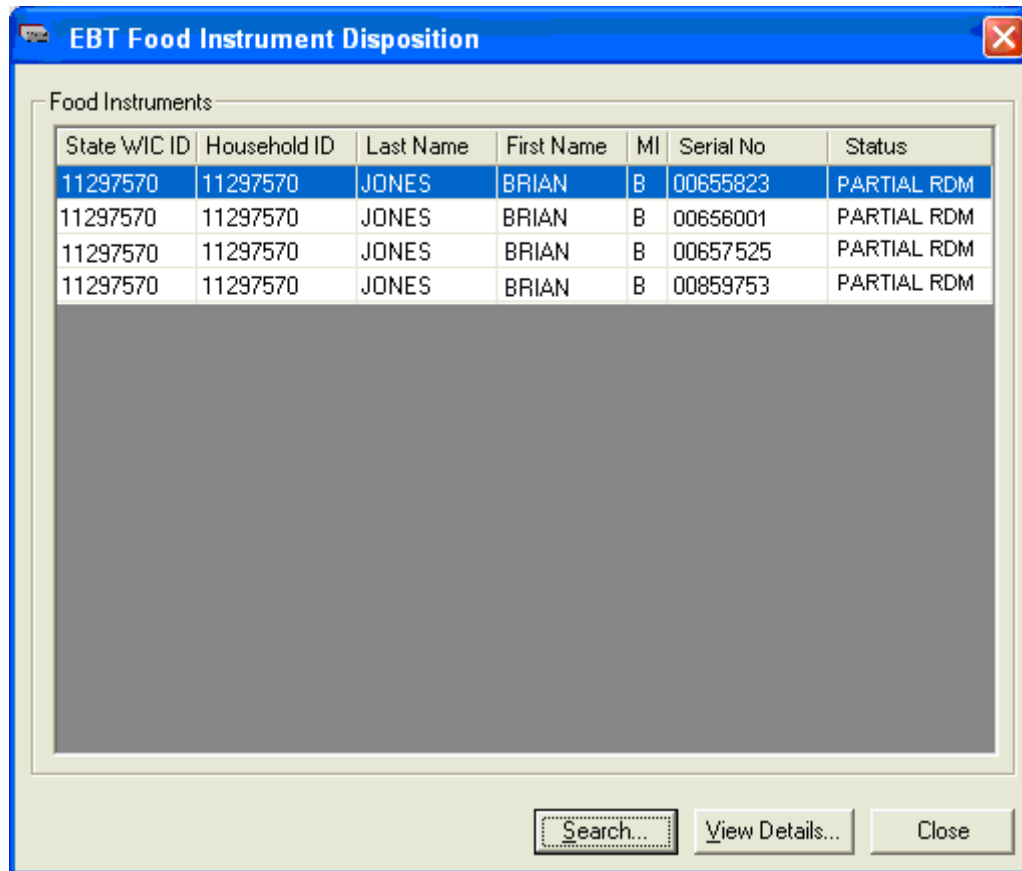 EBT Food Instrument Disposition
Food Instruments
State WIC ID Household ID Last Name First Name MI Serial No Status
11297570 11297570 JONES BRIAN B 00655823 PARTIAL RDM
11297570 11297570 JONES BRIAN B 00656001 PARTIAL RDM
11297570 11297570 JONES BRIAN B 00657525 PARTIAL RDM
11297570 11297570 JONES BRIAN B 00859753 PARTIAL RDM
Search... View Details... Close